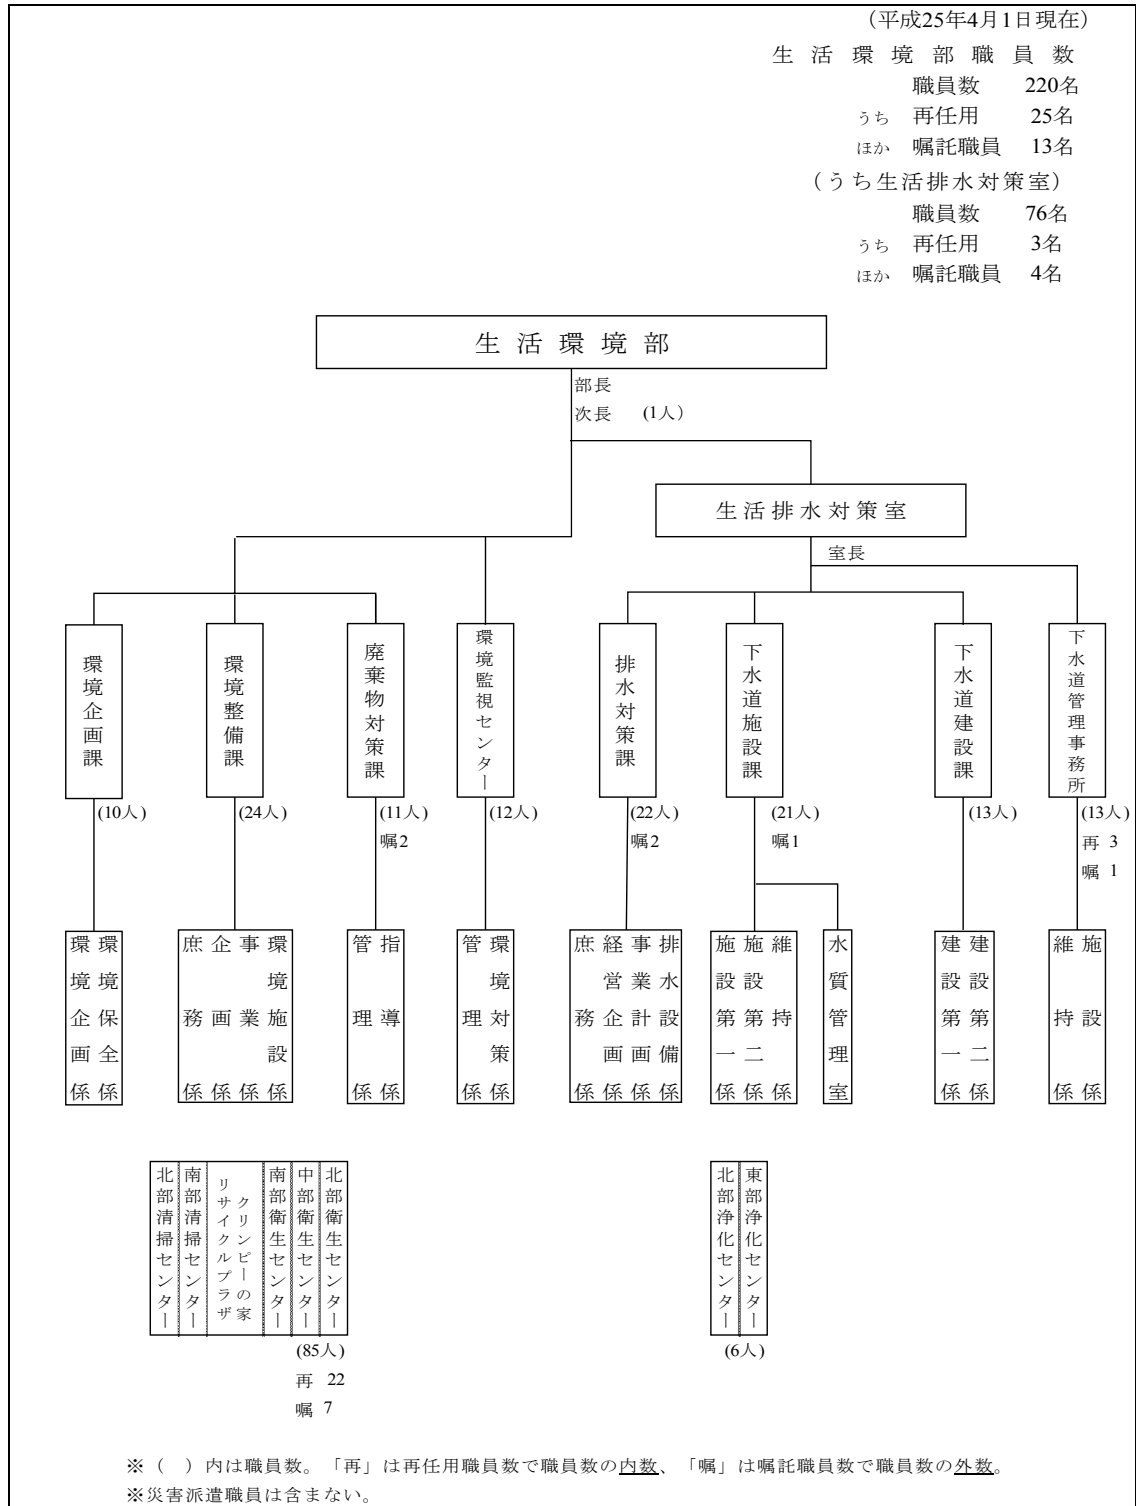 (平成25年4月1日現在)
生活環境部職員数
職員数 220名
うち 再任用 25名
ほか 嘱託職員 13名
(うち生活排水対策室)
職員数 76名
うち 再任用 3名
ほか 嘱託職員 4名
生活環境部
部長
次長 (1人)
生活排水対策室
室長
環境企画課
環境整備課
廃棄物対策課
環境監視センター
排水対策課
下水道施設課
下水道建設課
下水道管理事務所
(10人)
(24人)
(11人)
嘱2
(12人)
(22人)
嘱2
(21人)
嘱1
(13人)
(13人)
再 3
嘱 1
環境企画係
環境保全係
庶務係
企画係
事業係
環境施設係
管理係
指導係
管理係
環境対策係
庶務係
経営企画係
事業計画係
排水設備係
施設第一係
施設第二係
維持係
水質管理室
建設第一係
建設第二係
維持係
施設係
北部清掃センター
南部清掃センター
リサイクルプラザ
クリンピーの家
南部衛生センター
中部衛生センター
北部衛生センター
(85人)
再 22
嘱 7
北部浄化センター
東部浄化センター
(6人)
※( )内は職員数。「再」は再任用職員数で職員数の内数、「嘱」は嘱託職員数で職員数の外数。
※災害派遣職員は含まない。